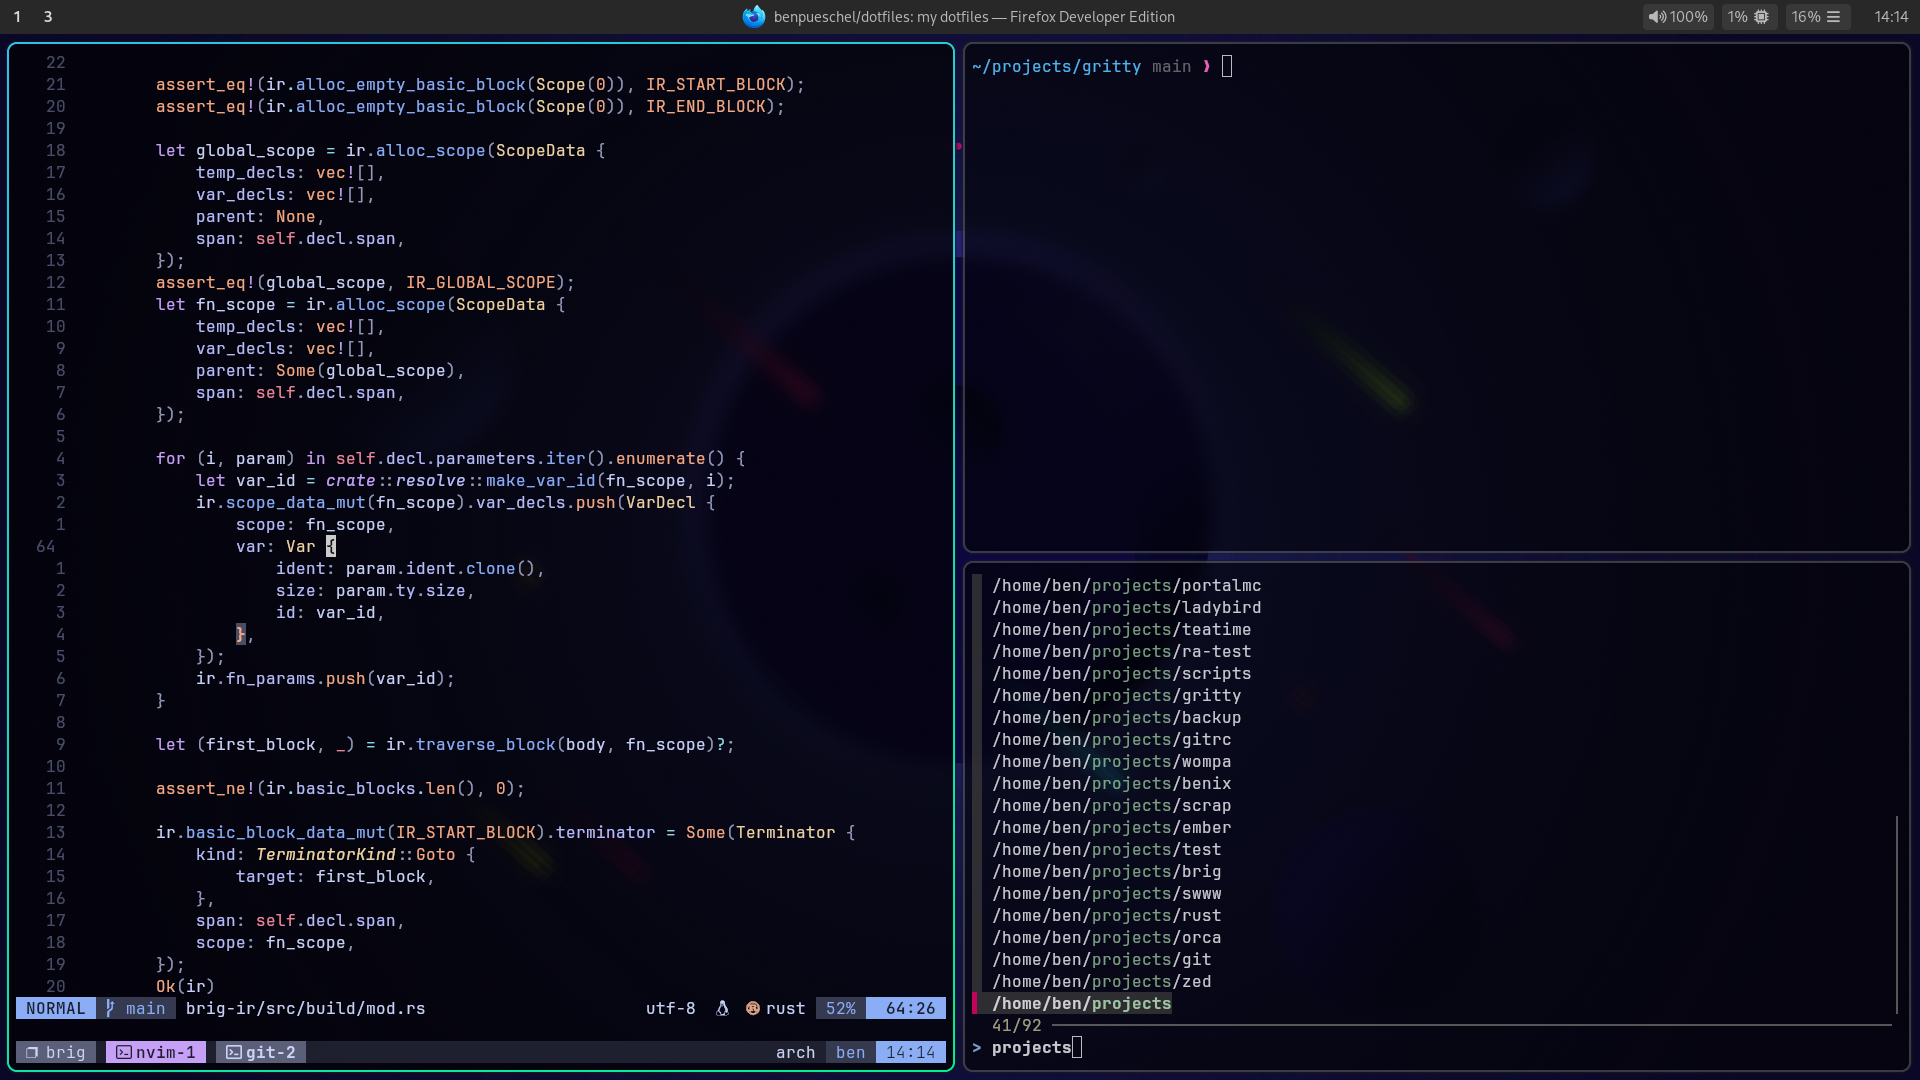 1 3 benpueschel/dotfiles: my dotfiles — Firefox Developer Edition 100% 1% 16% 14:14
22
21 assert_eq!(ir.alloc_empty_basic_block(Scope(0)), IR_START_BLOCK);
20 assert_eq!(ir.alloc_empty_basic_block(Scope(0)), IR_END_BLOCK);
19
18 let global_scope = ir.alloc_scope(ScopeData {
17 temp_decls: vec![],
16 var_decls: vec![],
15 parent: None,
14 span: self.decl.span,
13 });
12 assert_eq!(global_scope, IR_GLOBAL_SCOPE);
11 let fn_scope = ir.alloc_scope(ScopeData {
10 temp_decls: vec![],
9 var_decls: vec![],
8 parent: Some(global_scope),
7 span: self.decl.span,
6 });
5
4 for (i, param) in self.decl.parameters.iter().enumerate() {
3 let var_id = crate::resolve::make_var_id(fn_scope, i);
2 ir.scope_data_mut(fn_scope).var_decls.push(VarDecl {
1 scope: fn_scope,
64 var: Var {
1 ident: param.ident.clone(),
2 size: param.ty.size,
3 id: var_id,
4 },
5 });
6 ir.fn_params.push(var_id);
7 }
8
9 let (first_block, _) = ir.traverse_block(body, fn_scope)?;
10
11 assert_ne!(ir.basic_blocks.len(), 0);
12
13 ir.basic_block_data_mut(IR_START_BLOCK).terminator = Some(Terminator {
14 kind: TerminatorKind::Goto {
15 target: first_block,
16 },
17 span: self.decl.span,
18 scope: fn_scope,
19 });
20 Ok(ir)
NORMAL main brig-ir/src/build/mod.rs utf-8 rust 52% 64:26
brig nvim-1 git-2 arch ben 14:14
~/projects/gritty main ❯
/home/ben/projects/portalmc
/home/ben/projects/ladybird
/home/ben/projects/teatime
/home/ben/projects/ra-test
/home/ben/projects/scripts
/home/ben/projects/gritty
/home/ben/projects/backup
/home/ben/projects/gitrc
/home/ben/projects/wompa
/home/ben/projects/benix
/home/ben/projects/scrap
/home/ben/projects/ember
/home/ben/projects/test
/home/ben/projects/brig
/home/ben/projects/swww
/home/ben/projects/rust
/home/ben/projects/orca
/home/ben/projects/git
/home/ben/projects/zed
/home/ben/projects
41/92
> projects